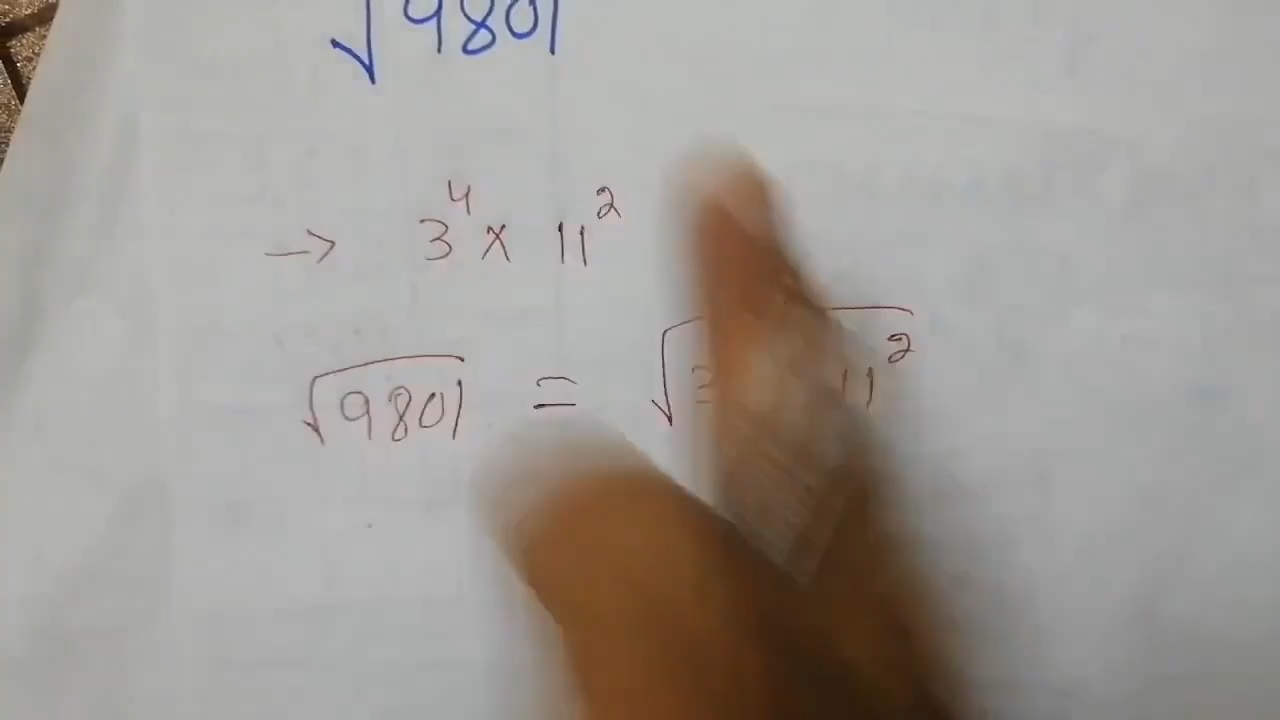 √9801
→ 3⁴ × 11²
√9801 = √3 11²